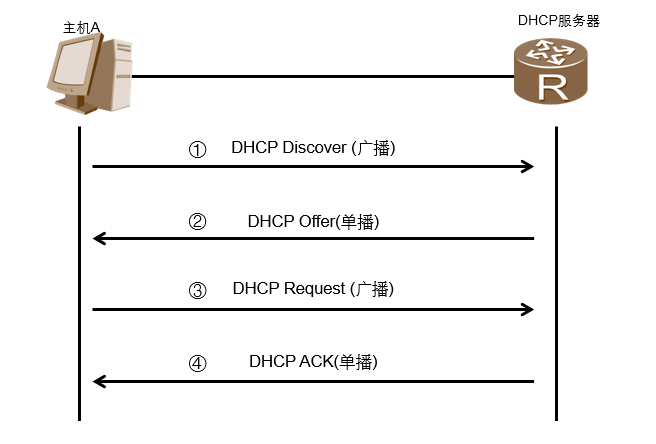 主机A
DHCP服务器
R
① DHCP Discover (广播)
② DHCP Offer(单播)
③ DHCP Request (广播)
④ DHCP ACK(单播)